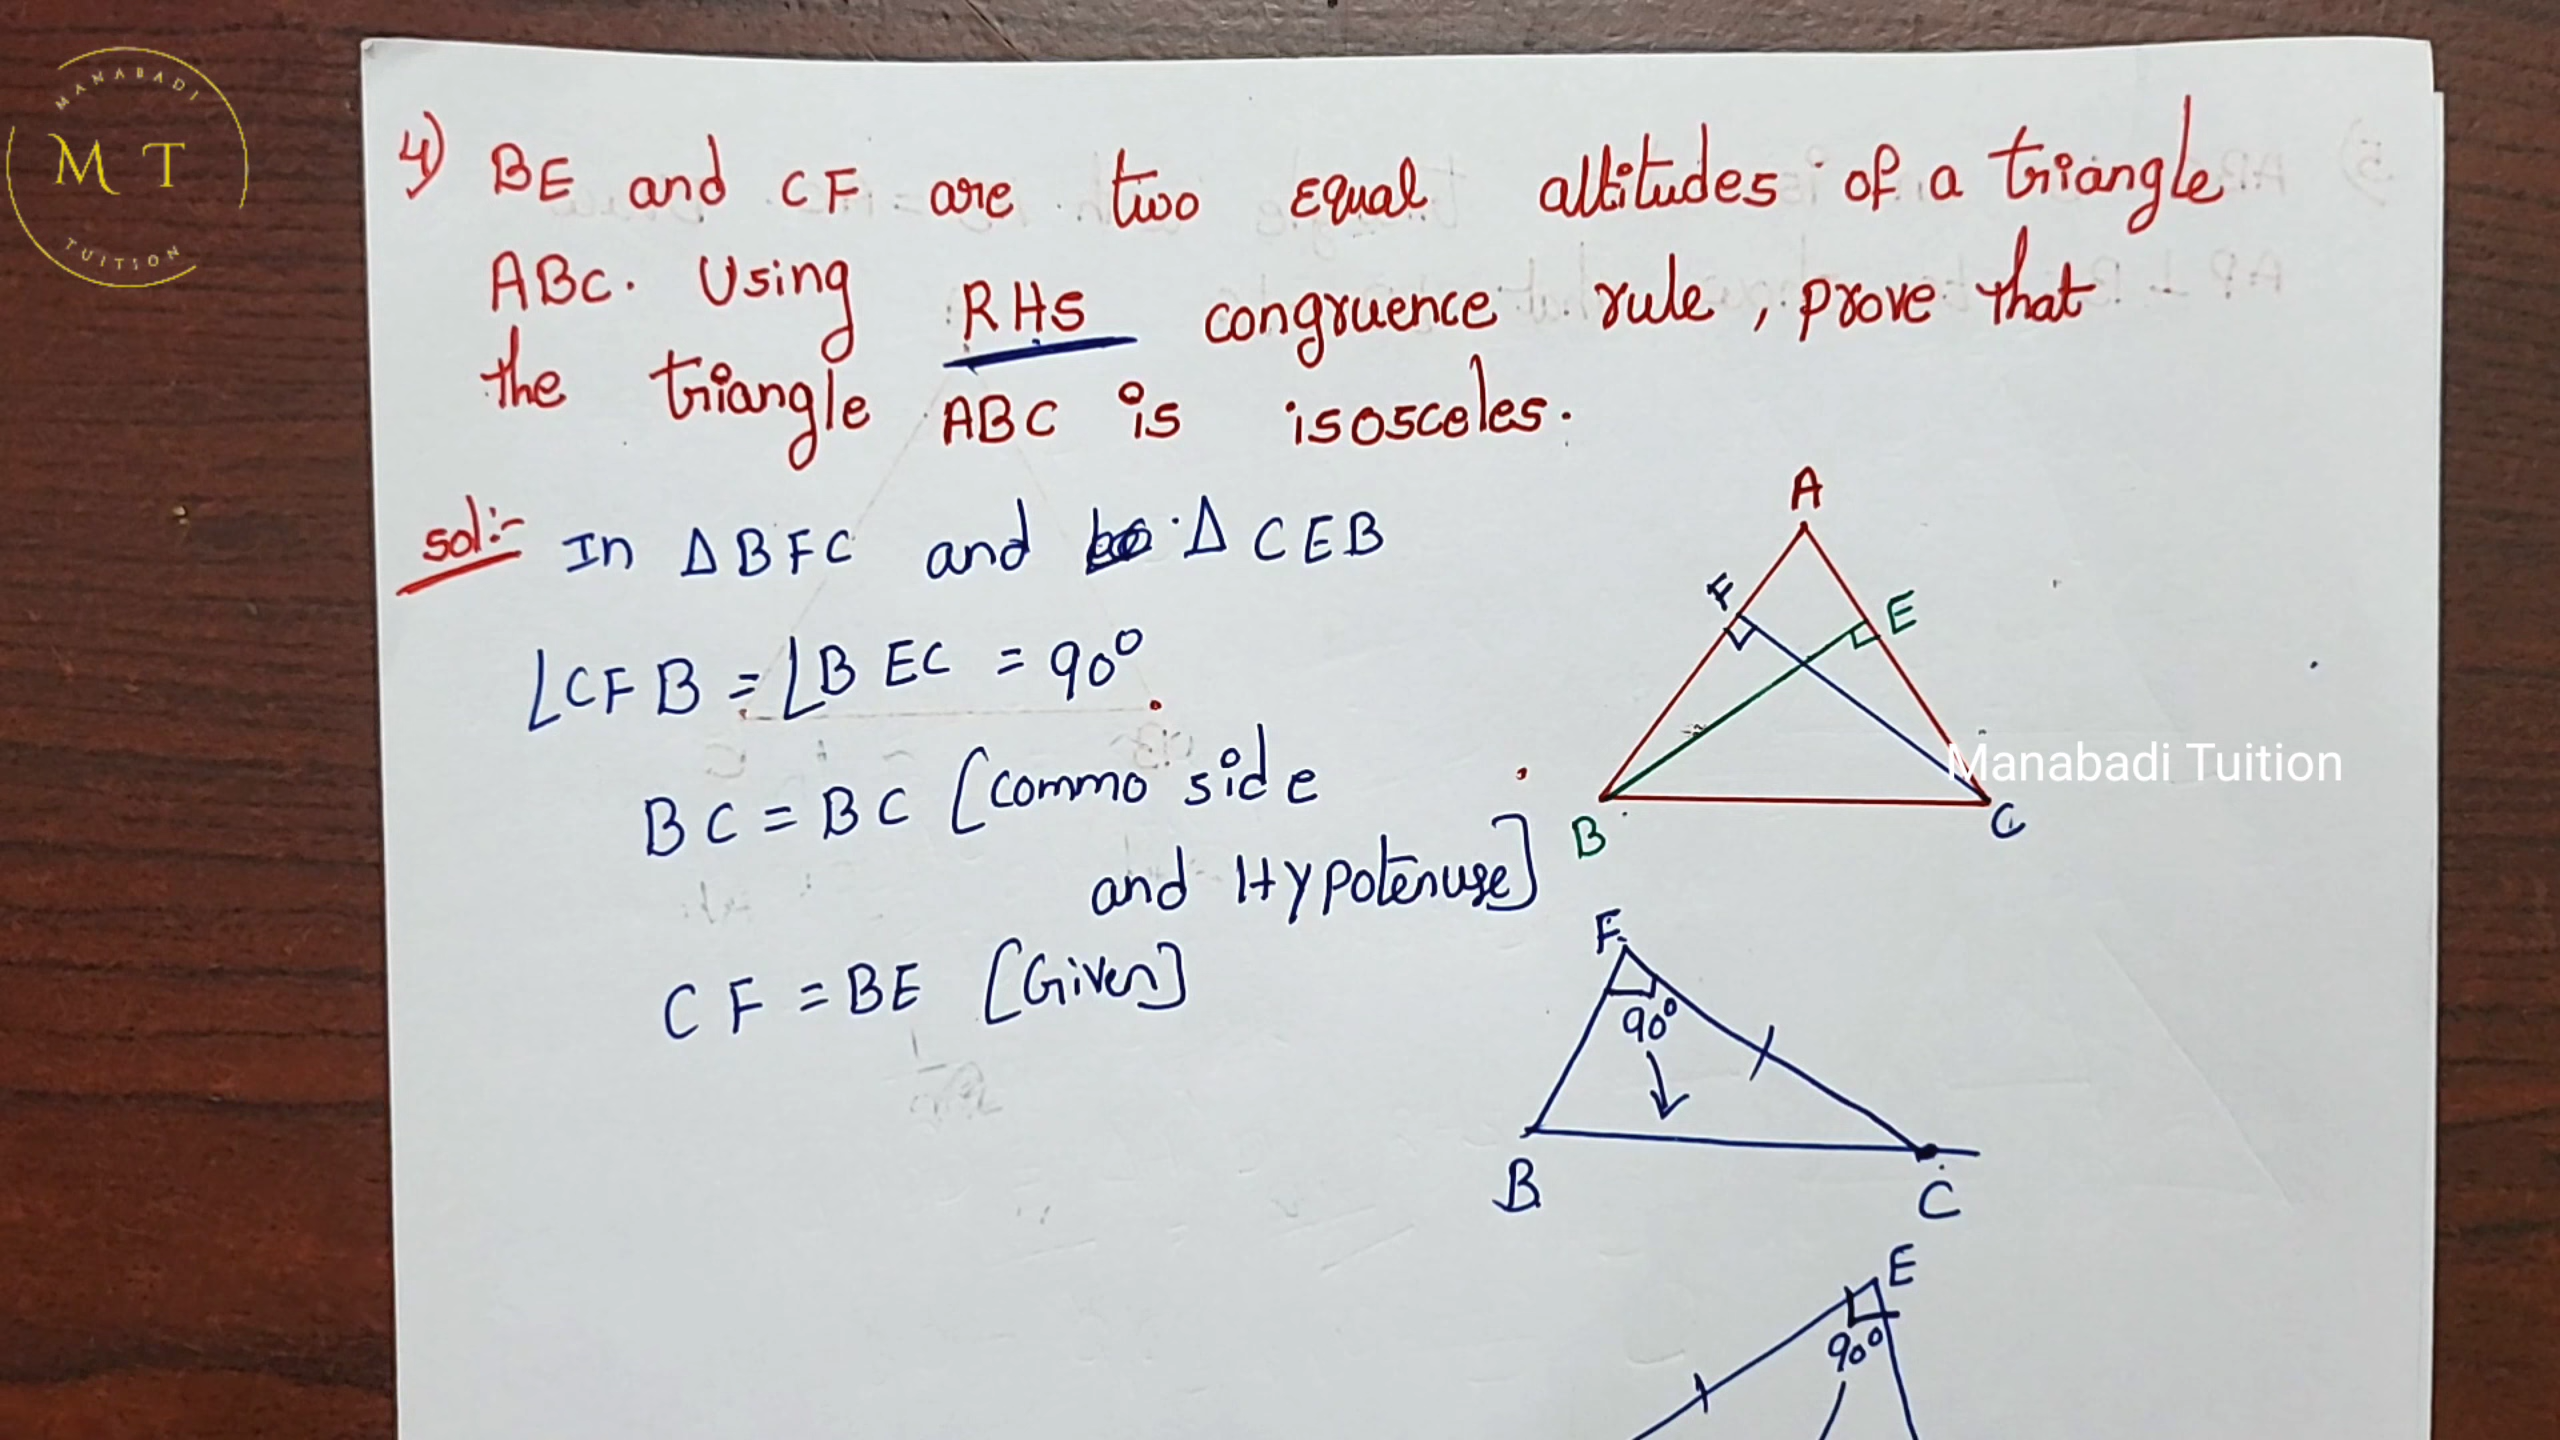 MANABADI
M T
TUITION
4) BE and CF are two equal altitudes of a triangle
ABC. Using RHS congruence rule, prove that
the triangle ABC is isosceles.
Sol:- In ΔBFC and ΔCEB
∠CFB = ∠BEC = 90°
BC = BC [commo side
and Hypotenuse]
CF = BE [Given]
A
F
E
B
C
Manabadi Tuition
F
90°
B
C
E
90°